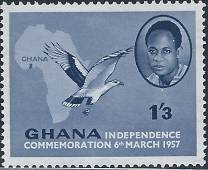 GHANA
1'3
GHANA INDEPENDENCE
COMMEMORATION 6th MARCH 1957